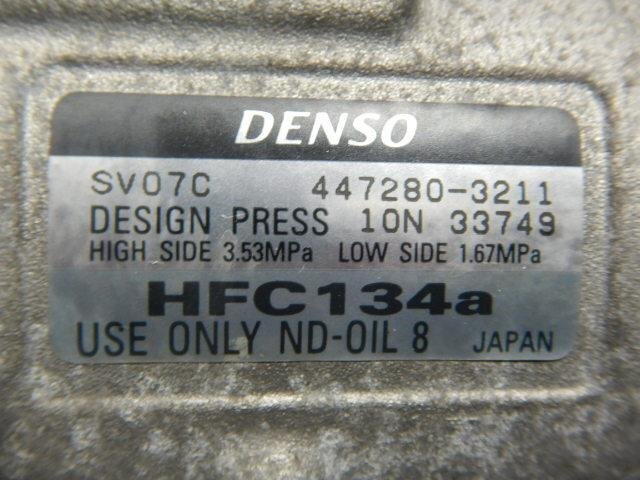 DENSO
SV07C 447280-3211
DESIGN PRESS 10N 33749
HIGH SIDE 3.53MPa LOW SIDE 1.67MPa
HFC134a
USE ONLY ND-OIL 8 JAPAN